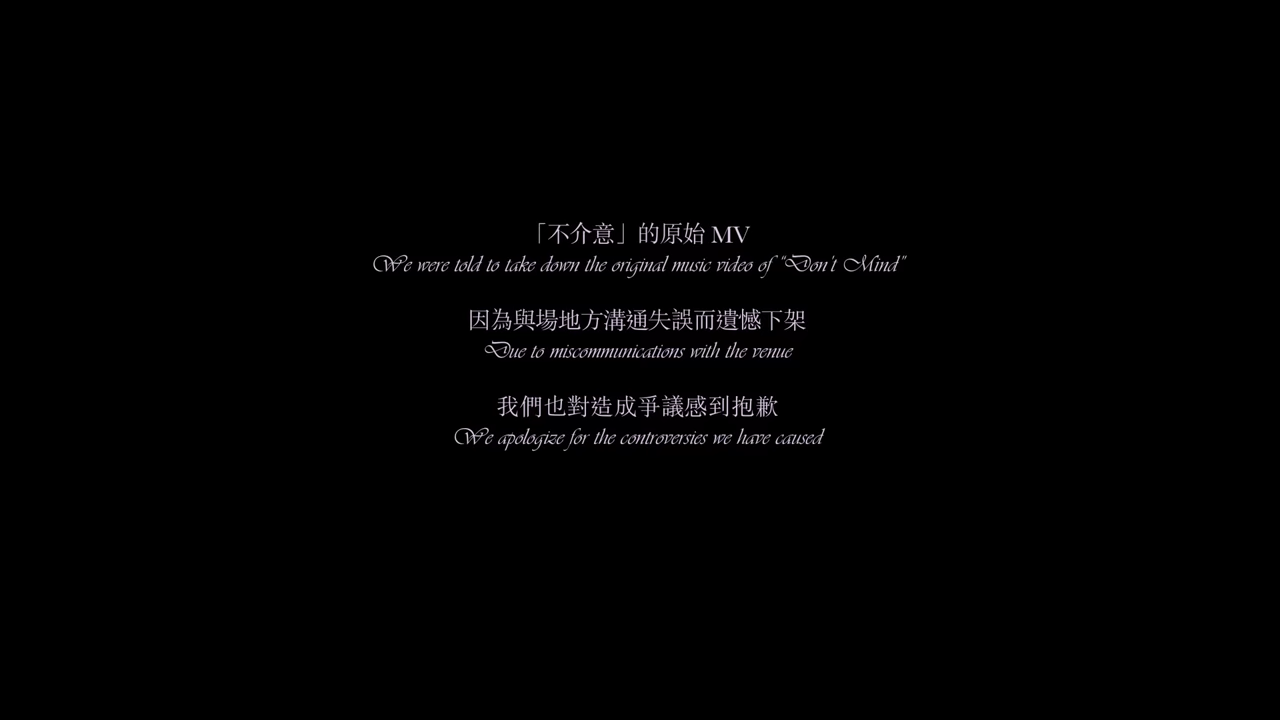 「不介意」的原始 MV
We were told to take down the original music video of "Don't Mind"
因為與場地方溝通失誤而遺憾下架
Due to miscommunications with the venue
我們也對造成爭議感到抱歉
We apologize for the controversies we have caused